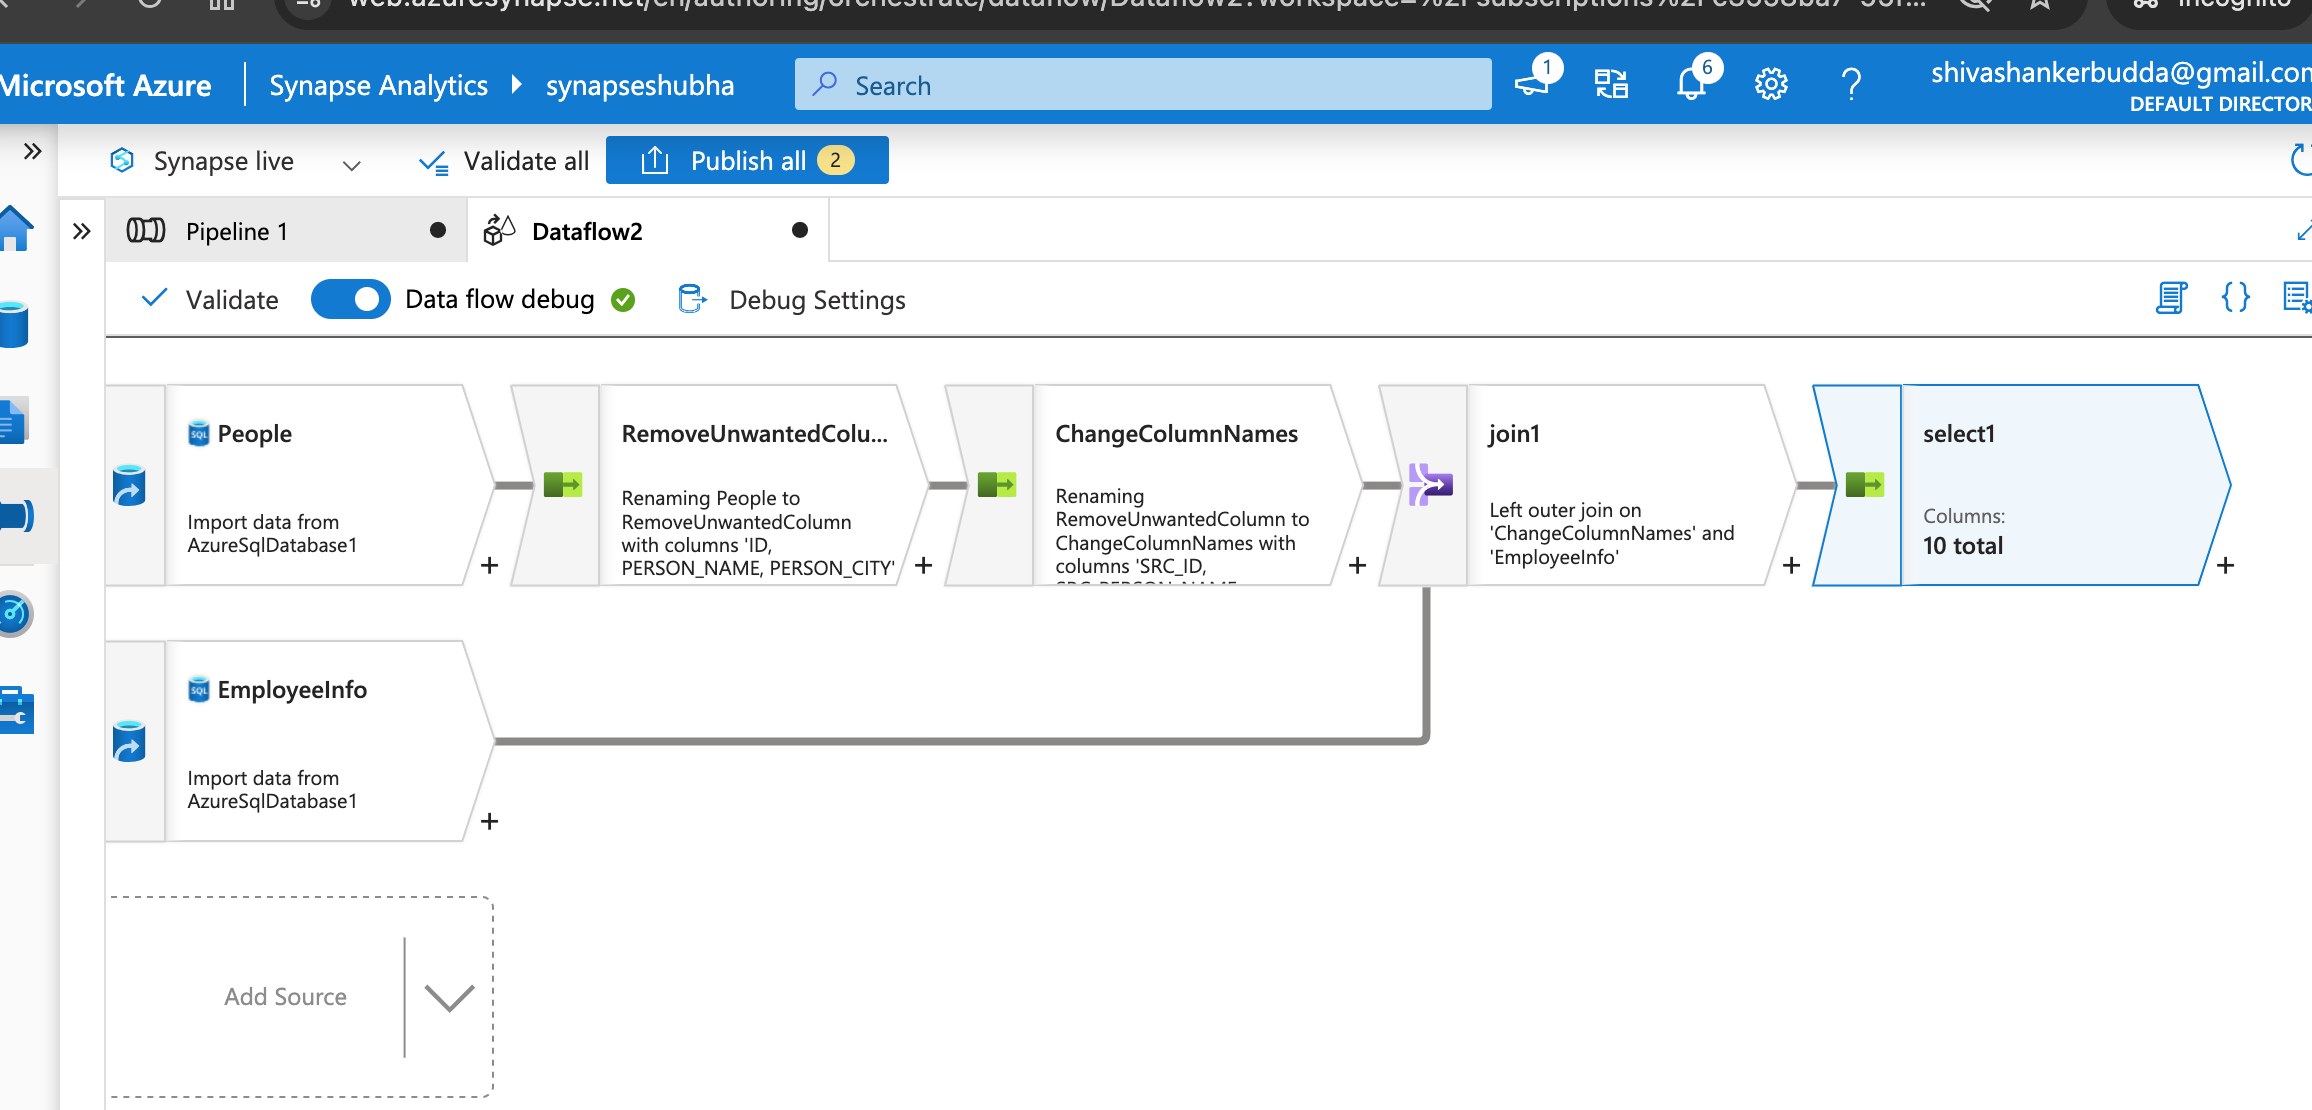 Microsoft Azure
Synapse Analytics
synapseshubha
Search
1
6
shivashankerbudda@gmail.con
DEFAULT DIRECTOR
Synapse live
Validate all
Publish all 2
Pipeline 1
Dataflow2
Validate
Data flow debug
Debug Settings
People
Import data from
AzureSqlDatabase1
RemoveUnwantedColu...
Renaming People to
RemoveUnwantedColumn
with columns 'ID,
PERSON_NAME, PERSON_CITY'
ChangeColumnNames
Renaming
RemoveUnwantedColumn to
ChangeColumnNames with
columns 'SRC_ID,
join1
Left outer join on
'ChangeColumnNames' and
'EmployeeInfo'
select1
Columns:
10 total
EmployeeInfo
Import data from
AzureSqlDatabase1
Add Source